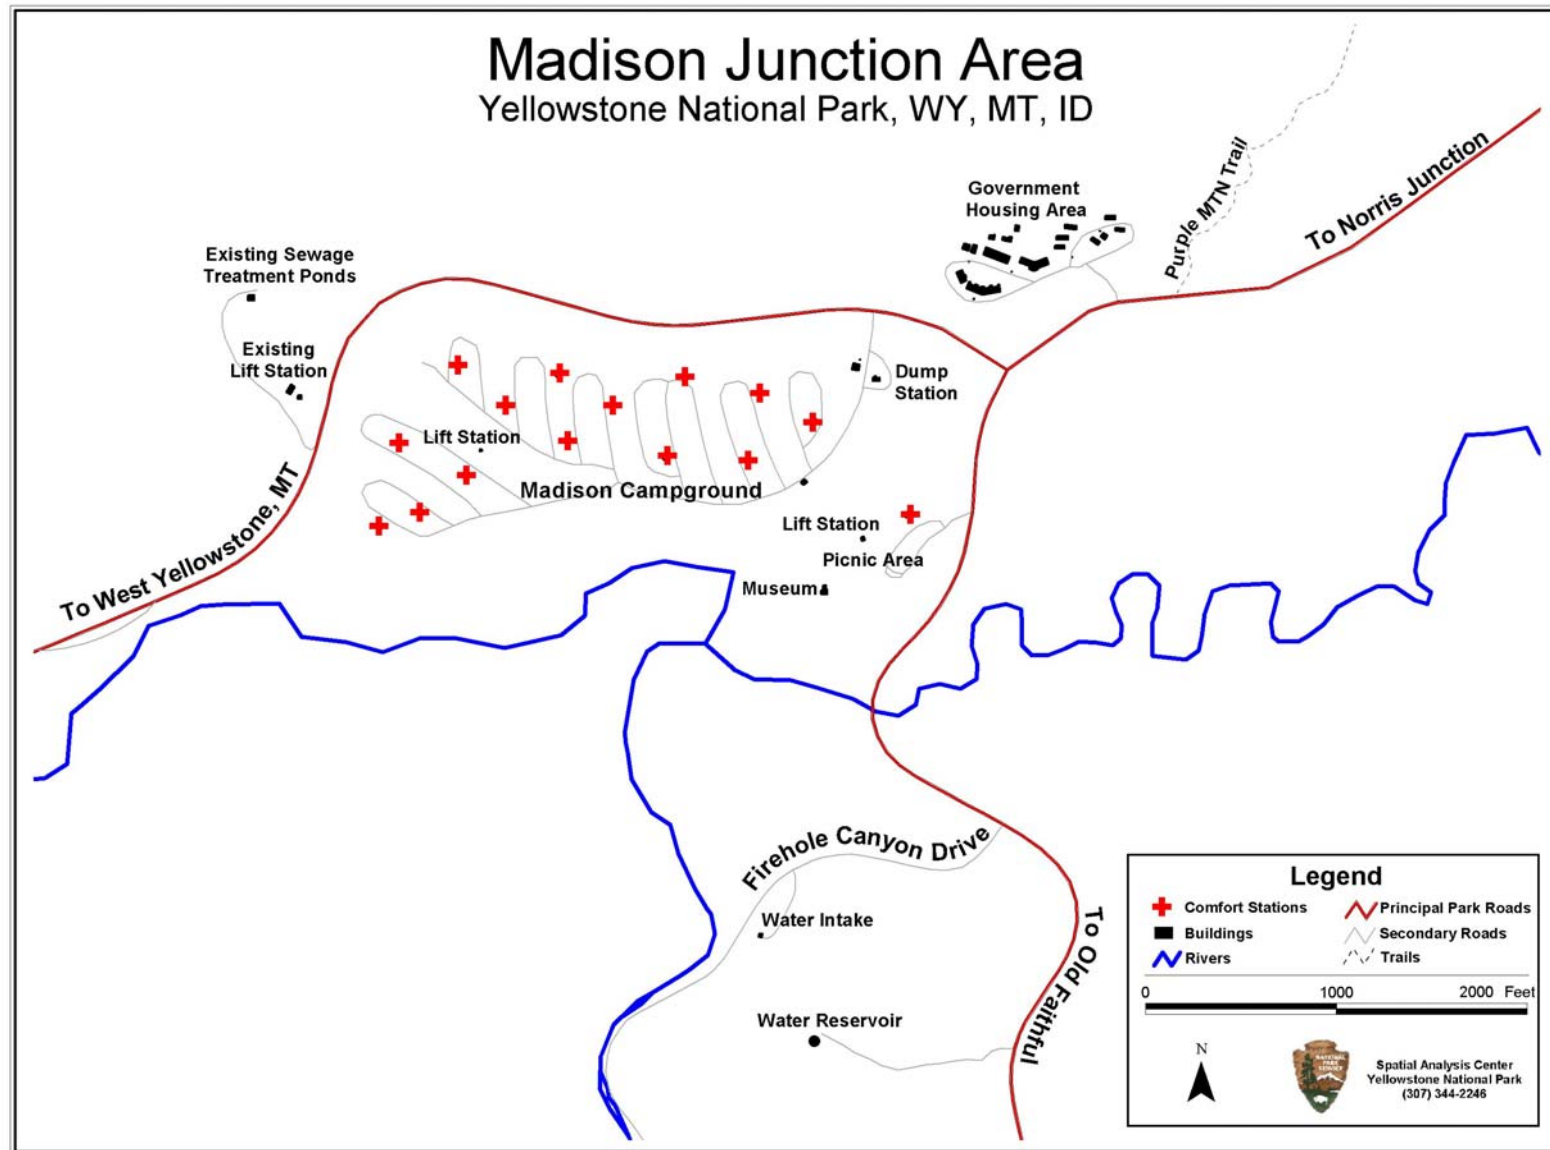 Madison Junction Area
Yellowstone National Park, WY, MT, ID
Government
Housing Area
Purple MTN Trail
To Norris Junction
Existing Sewage
Treatment Ponds
Existing
Lift Station
Dump
Station
Lift Station
Madison Campground
To West Yellowstone, MT
Lift Station
Picnic Area
Museum
Firehole Canyon Drive
Water Intake
To Old Faithful
Water Reservoir
Legend
Comfort Stations
Principal Park Roads
Buildings
Secondary Roads
Rivers
Trails
0 1000 2000 Feet
N
NATIONAL
PARK
SERVICE
Spatial Analysis Center
Yellowstone National Park
(307) 344-2246